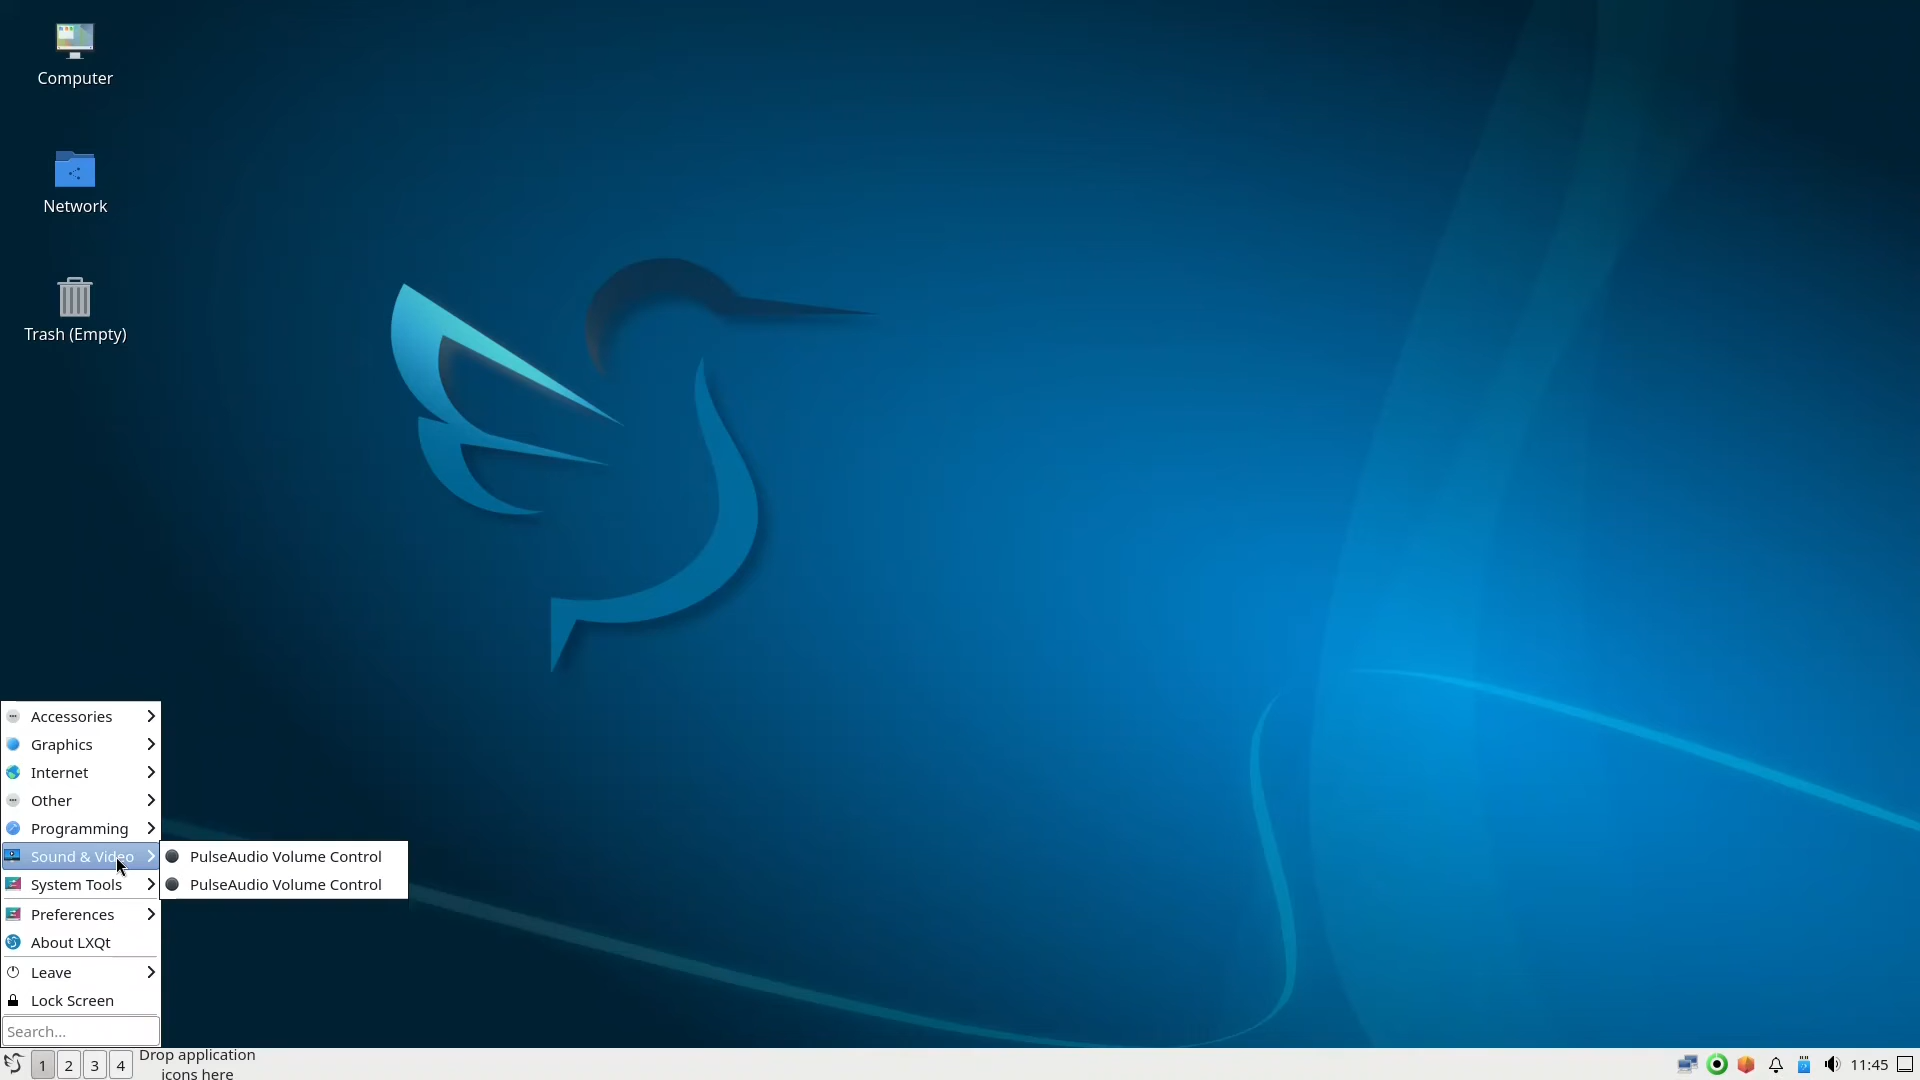 Computer
Network
Trash (Empty)
Accessories
Graphics
Internet
Other
Programming
Sound & Video
PulseAudio Volume Control
PulseAudio Volume Control
System Tools
Preferences
About LXQt
Leave
Lock Screen
Search...
1 2 3 4
Drop application
icons here
11:45